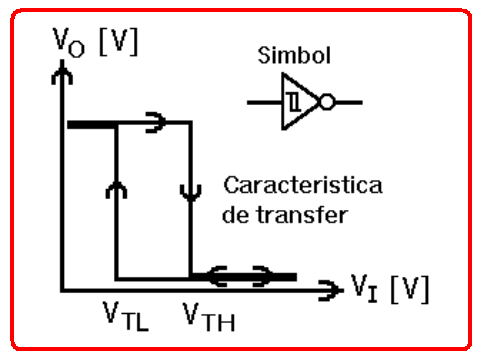 V_O [V]
Simbol
Caracteristica
de transfer
V_I [V]
V_TL
V_TH